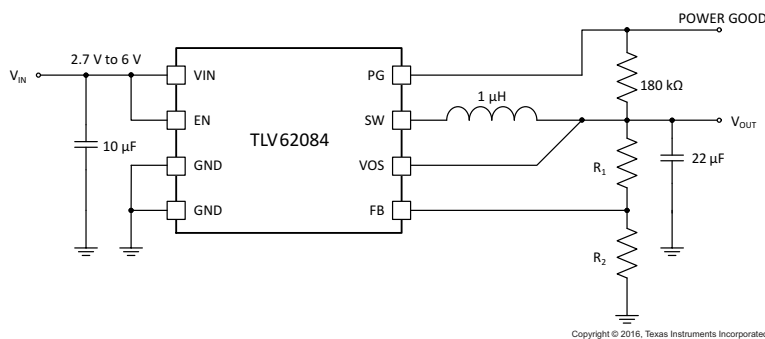 POWER GOOD
2.7 V to 6 V
VIN
VIN
PG
180 kΩ
1 µH
EN
SW
VOUT
TLV62084
10 µF
GND
VOS
R1
22 µF
GND
FB
R2
Copyright © 2016, Texas Instruments Incorporated